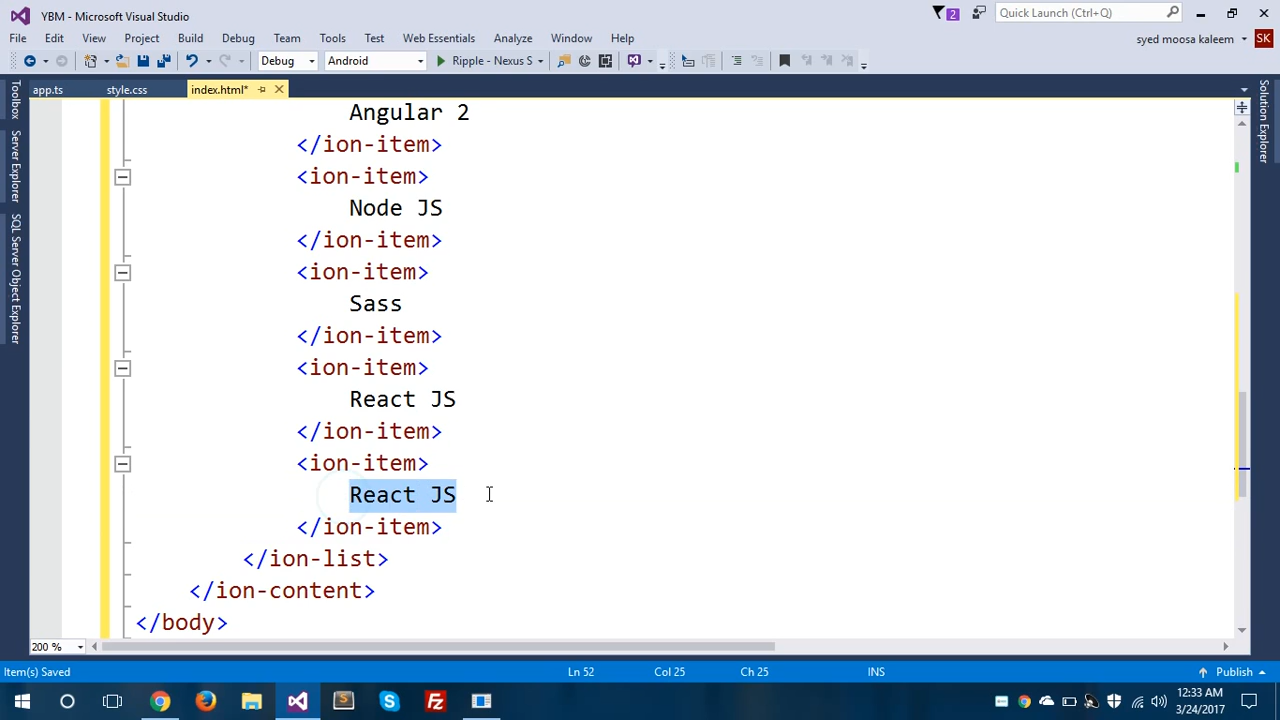 YBM - Microsoft Visual Studio
2
Quick Launch (Ctrl+Q)
File Edit View Project Build Debug Team Tools Test Web Essentials Analyze Window Help
syed moosa kaleem SK
Debug Android Ripple - Nexus S
app.ts style.css index.html*
Toolbox
Server Explorer
SQL Server Object Explorer
Solution Explorer
Angular 2
</ion-item>
<ion-item>
Node JS
</ion-item>
<ion-item>
Sass
</ion-item>
<ion-item>
React JS
</ion-item>
<ion-item>
React JS
</ion-item>
</ion-list>
</ion-content>
</body>
200 %
Item(s) Saved Ln 52 Col 25 Ch 25 INS Publish
12:33 AM
3/24/2017